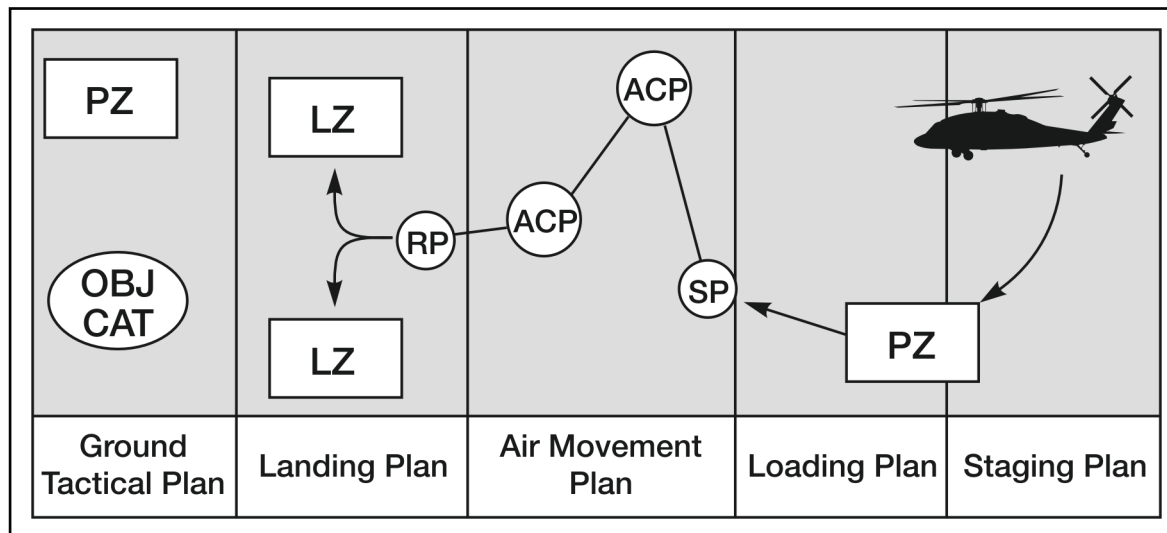 PZ
OBJ
CAT
LZ
LZ
RP
ACP
ACP
SP
PZ
Ground
Tactical Plan
Landing Plan
Air Movement
Plan
Loading Plan
Staging Plan